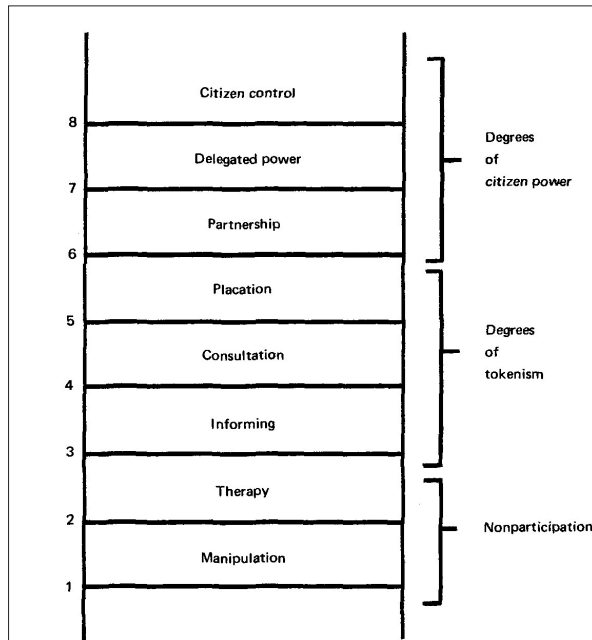 Citizen control
8
Delegated power
7
Partnership
6
Placation
5
Consultation
4
Informing
3
Therapy
2
Manipulation
1
Degrees
of
citizen power
Degrees
of
tokenism
Nonparticipation